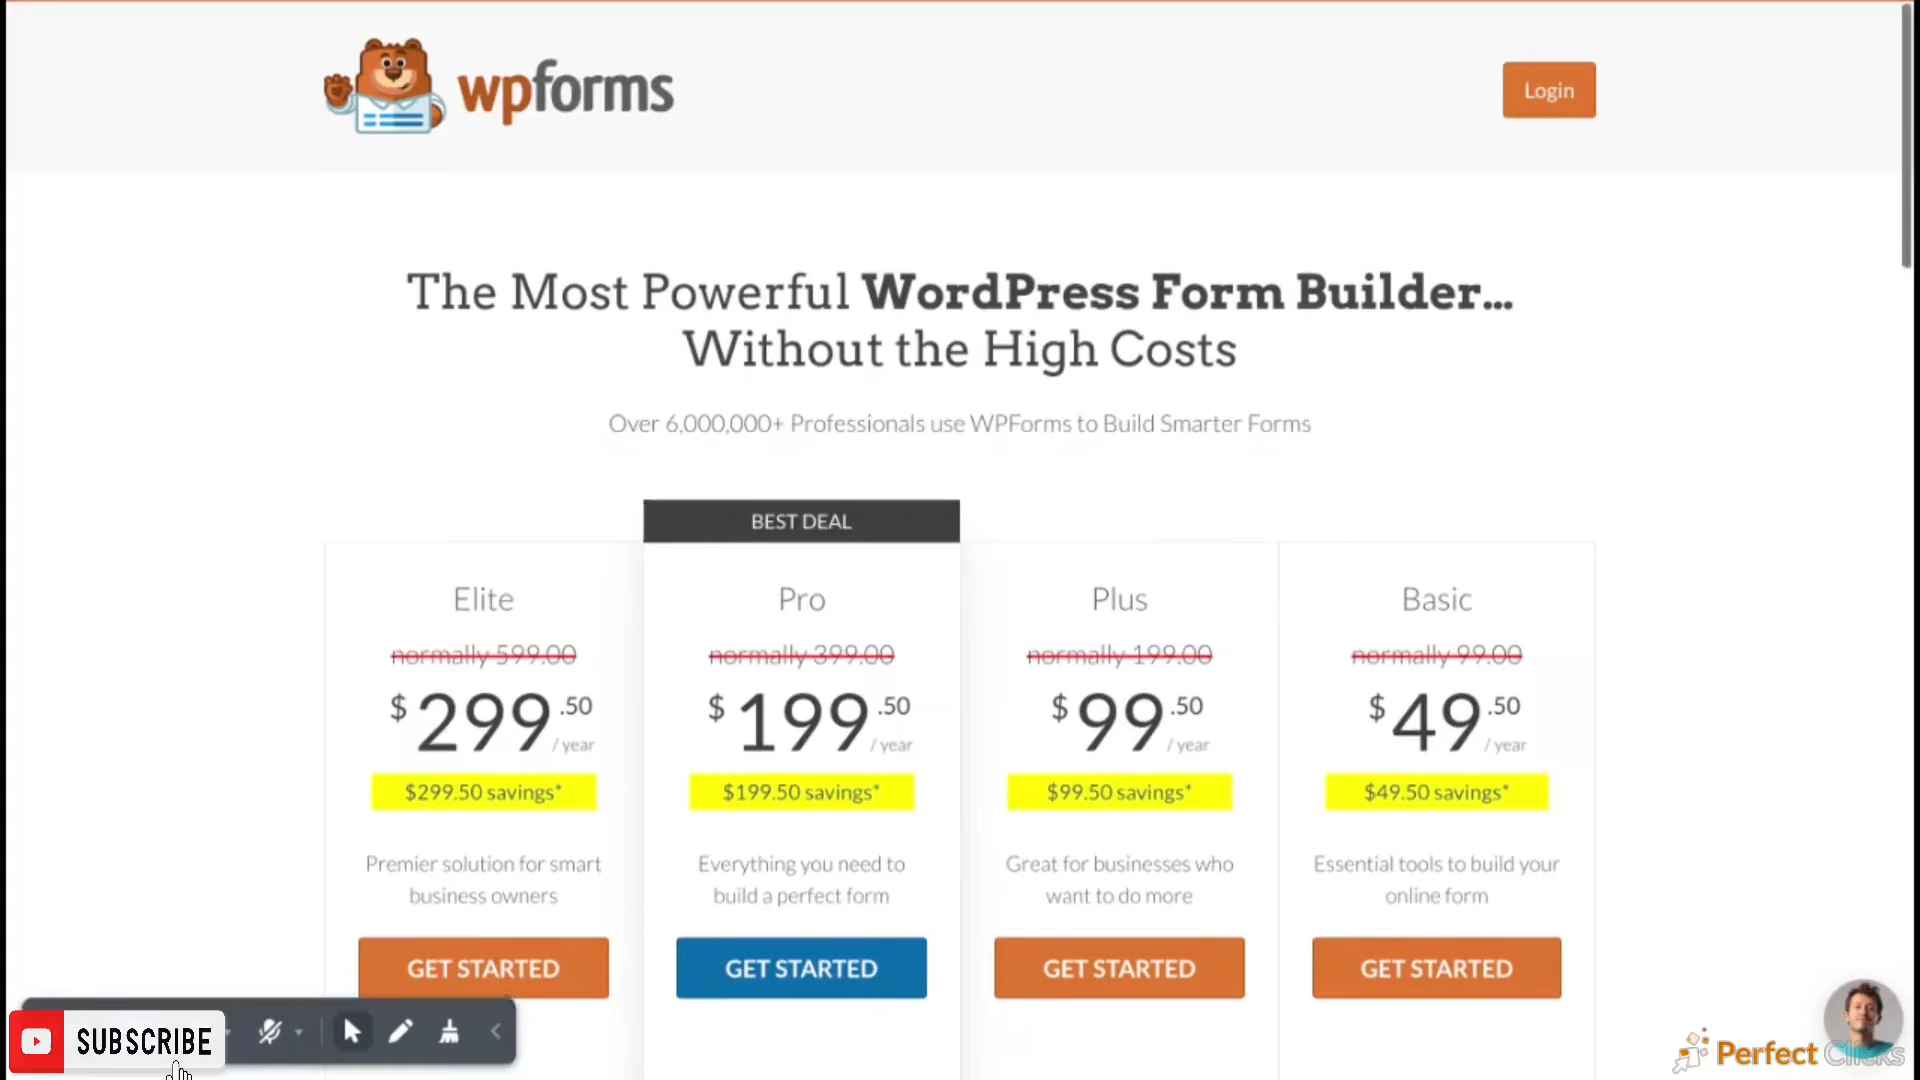 wpforms
Login
The Most Powerful WordPress Form Builder...
Without the High Costs
Over 6,000,000+ Professionals use WPForms to Build Smarter Forms
BEST DEAL
Elite
normally 599.00
$299.50 / year
$299.50 savings*
Premier solution for smart
business owners
GET STARTED
Pro
normally 399.00
$199.50 / year
$199.50 savings*
Everything you need to
build a perfect form
GET STARTED
Plus
normally 199.00
$99.50 / year
$99.50 savings*
Great for businesses who
want to do more
GET STARTED
Basic
normally 99.00
$49.50 / year
$49.50 savings*
Essential tools to build your
online form
GET STARTED
SUBSCRIBE
Perfect Clicks